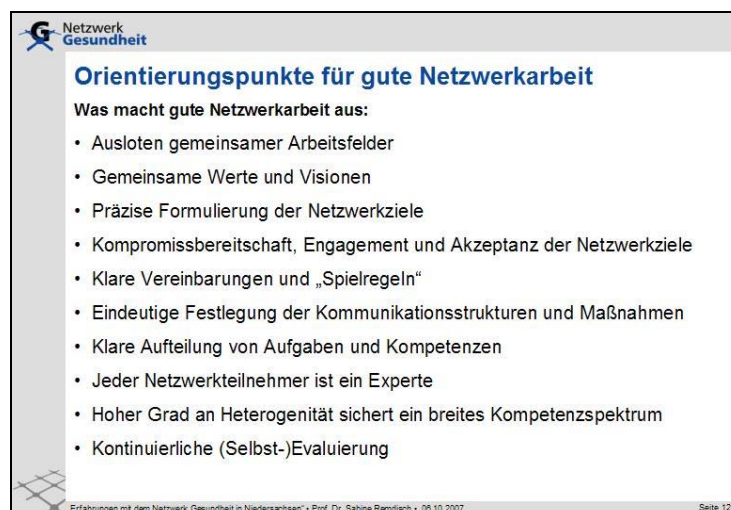 Netzwerk
Gesundheit
Orientierungspunkte für gute Netzwerkarbeit
Was macht gute Netzwerkarbeit aus:
• Ausloten gemeinsamer Arbeitsfelder
• Gemeinsame Werte und Visionen
• Präzise Formulierung der Netzwerkziele
• Kompromissbereitschaft, Engagement und Akzeptanz der Netzwerkziele
• Klare Vereinbarungen und „Spielregeln“
• Eindeutige Festlegung der Kommunikationsstrukturen und Maßnahmen
• Klare Aufteilung von Aufgaben und Kompetenzen
• Jeder Netzwerkteilnehmer ist ein Experte
• Hoher Grad an Heterogenität sichert ein breites Kompetenzspektrum
• Kontinuierliche (Selbst-)Evaluierung
Erfahrungen mit dem Netzwerk Gesundheit in Niedersachsen“ • Prof. Dr. Sabine Remdisch • 06.10.2007 Seite 12